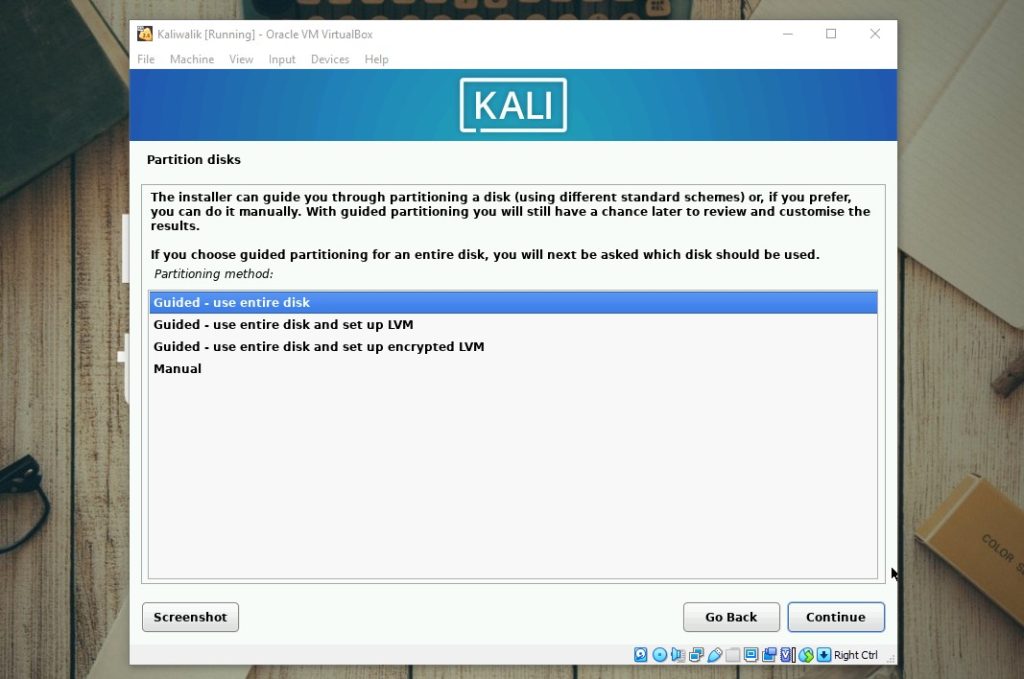 Kaliwalik [Running] - Oracle VM VirtualBox
File Machine View Input Devices Help
KALI
Partition disks
The installer can guide you through partitioning a disk (using different standard schemes) or, if you prefer,
you can do it manually. With guided partitioning you will still have a chance later to review and customise the
results.
If you choose guided partitioning for an entire disk, you will next be asked which disk should be used.
Partitioning method:
Guided - use entire disk
Guided - use entire disk and set up LVM
Guided - use entire disk and set up encrypted LVM
Manual
COLOR
Screenshot Go Back Continue
Right Ctrl